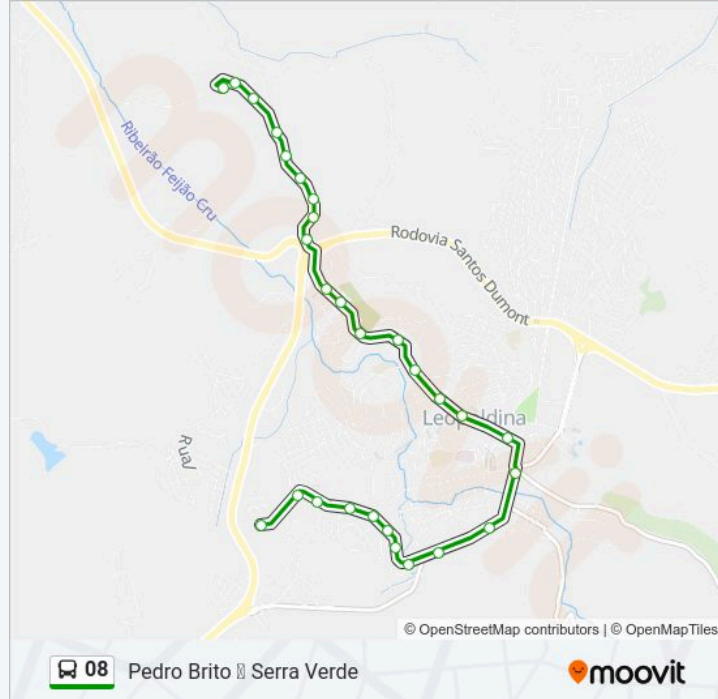 Ribeirão Feijão Cru
Rodovia Santos Dumont
Leopoldina
Rua J
© OpenStreetMap contributors | © OpenMapTiles
08 Pedro Brito Serra Verde
moovit